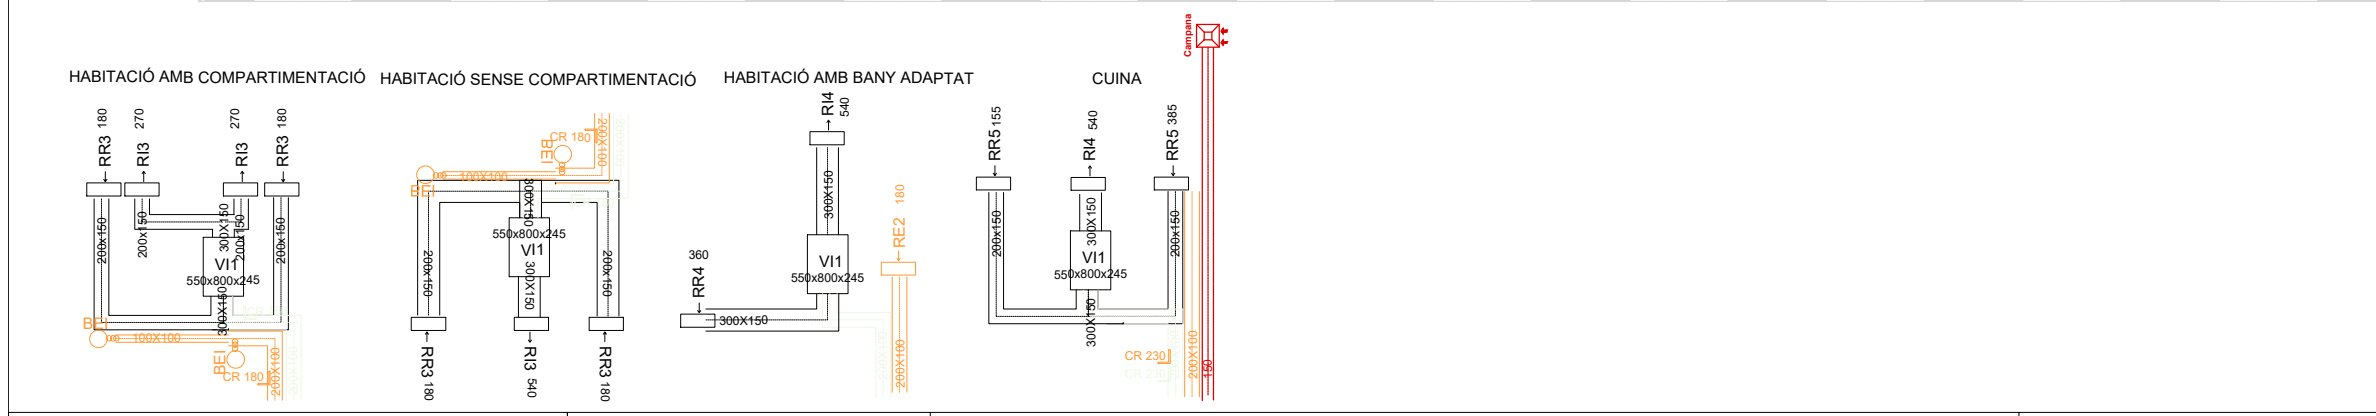 HABITACIÓ AMB COMPARTIMENTACIÓ
RR3 180
RI3 270
RI3 270
RR3 180
200x150
200x150
300X150
200x150
200x150
VI1
550x800x245
300X150
BEI
100X100
BEI
CR 180
200X100
HABITACIÓ SENSE COMPARTIMENTACIÓ
CR 180
BEI
200X100
BEI
100X100
300X150
550x800x245
VI1
200x150
300X150
200x150
RR3 180
RI3 540
RR3 180
HABITACIÓ AMB BANY ADAPTAT
RI4 540
300X150
VI1
550x800x245
RR4 360
300X150
RE2 180
200X100
CUINA
Campana
RR5 155
RI4 540
RR5 385
200x150
300X150
200x150
VI1
550x800x245
300X150
CR 230
CR 230
200X100
150